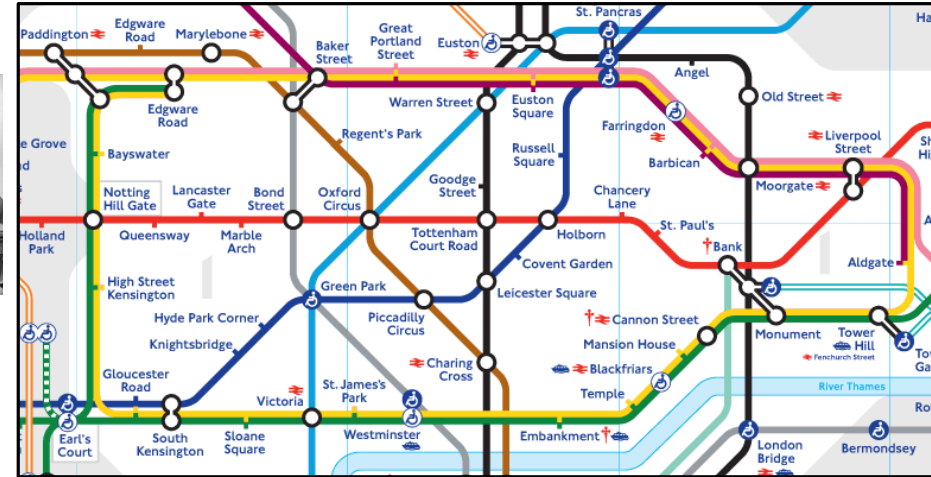 St. Pancras
Ha
Paddington
Edgware
Road
Marylebone
Baker
Street
Great
Portland
Street
Euston
Angel
Edgware
Road
Warren Street
Euston
Square
Old Street
Farringdon
Liverpool
Street
e Grove
Regent's Park
Russell
Square
Barbican
Bayswater
Moorgate
Notting
Hill Gate
Lancaster
Gate
Bond
Street
Oxford
Circus
Goodge
Street
Chancery
Lane
St. Paul's
Bank
Holland
Park
Queensway
Marble
Arch
Tottenham
Court Road
Holborn
Covent Garden
Aldgate
High Street
Kensington
Green Park
Leicester Square
Hyde Park Corner
Piccadilly
Circus
Cannon Street
Monument
Tower
Hill
Fenchurch Street
Knightsbridge
Mansion House
Charing
Cross
Blackfriars
Gloucester
Road
Victoria
St. James's
Park
Temple
River Thames
Earl's
Court
South
Kensington
Sloane
Square
Westminster
Embankment
London
Bridge
Bermondsey